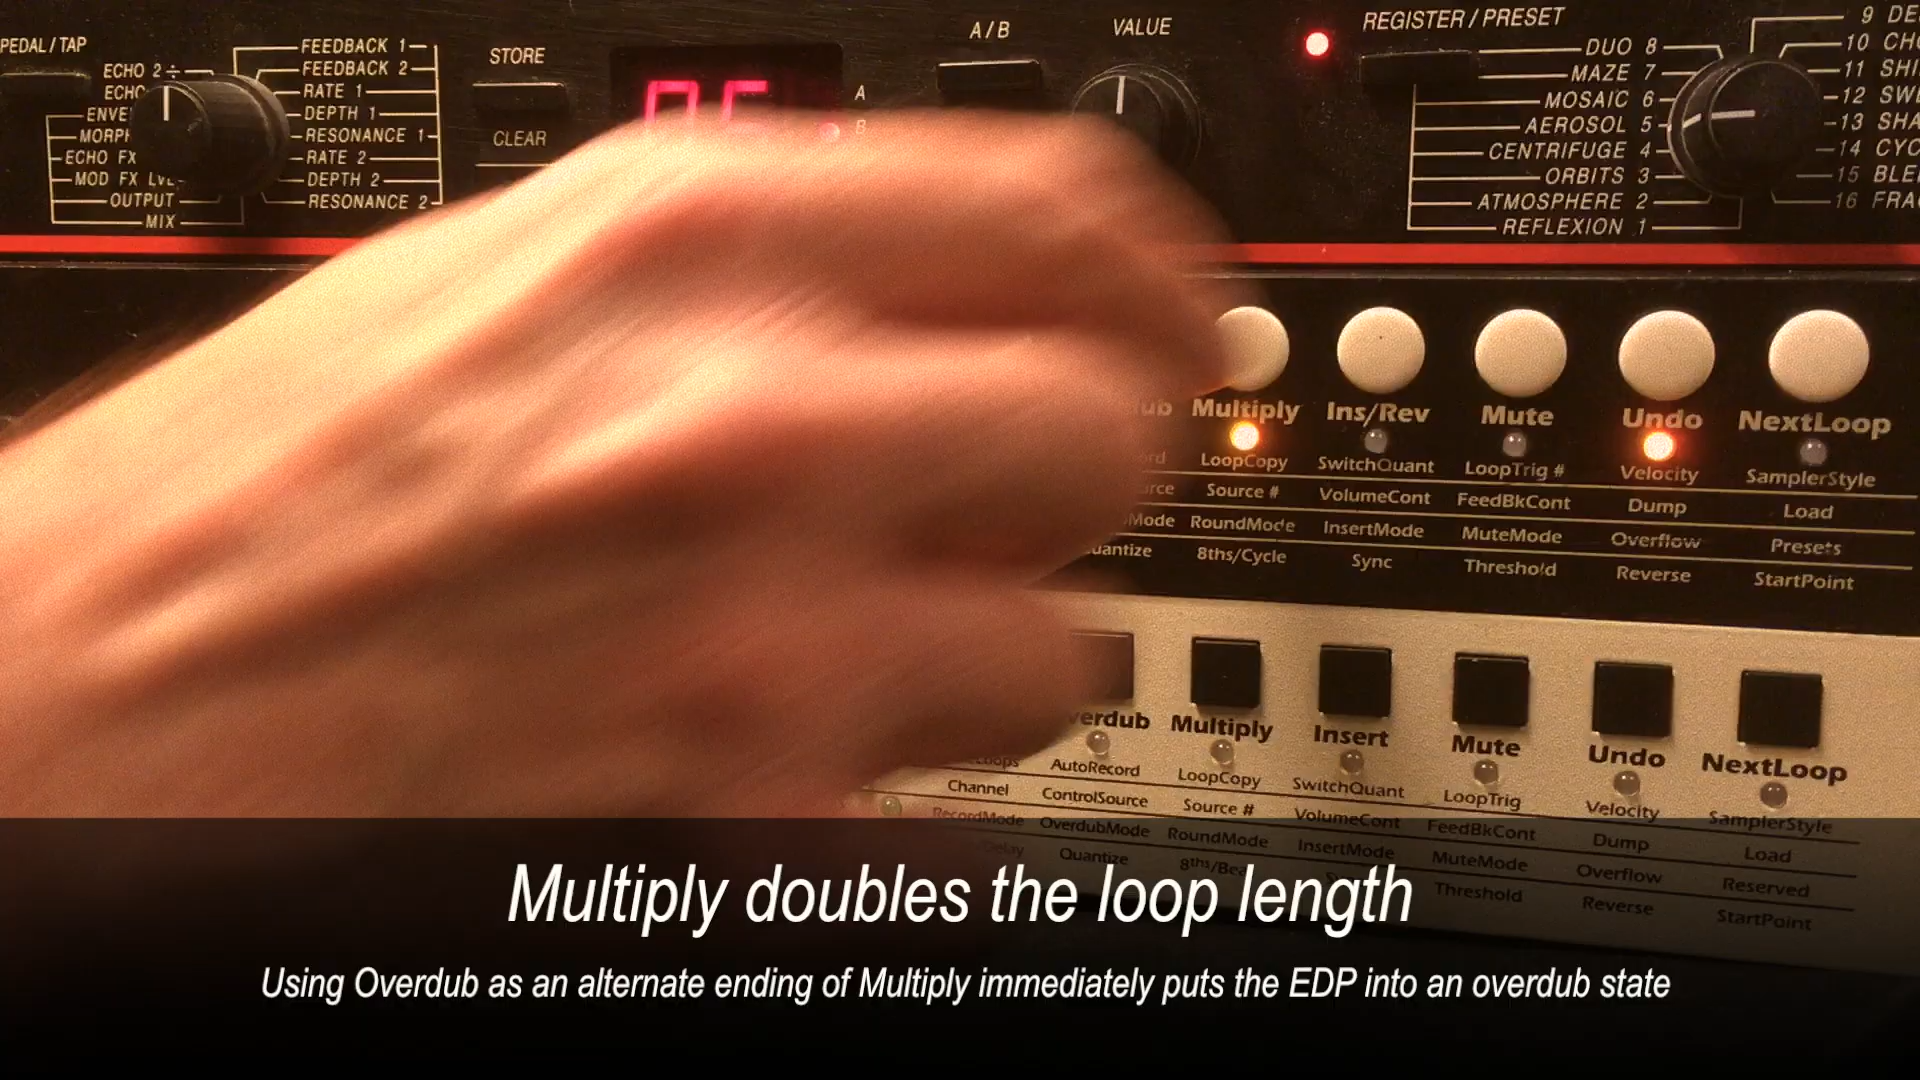 PEDAL / TAP
ECHO 2 ÷
ECHO
ECHO FX
MOD FX LVL
OUTPUT
MIX
FEEDBACK 1
FEEDBACK 2
RATE 1
DEPTH 1
RESONANCE 1
RATE 2
DEPTH 2
RESONANCE 2
STORE
CLEAR
A
B
A / B
VALUE
REGISTER / PRESET
DUO 8
MAZE 7
MOSAIC 6
AEROSOL 5
CENTRIFUGE 4
ORBITS 3
ATMOSPHERE 2
REFLEXION 1
9
10
11
12
13
14
15
16
Multiply Ins/Rev Mute Undo NextLoop
LoopCopy SwitchQuant LoopTrig # Velocity SamplerStyle
Source # VolumeCont FeedBkCont Dump Load
RoundMode InsertMode MuteMode Overflow Presets
8ths/Cycle Sync Threshold Reverse StartPoint
Multiply Insert Mute Undo NextLoop
AutoRecord LoopCopy SwitchQuant LoopTrig Velocity SamplerStyle
Channel ControlSource Source # VolumeCont FeedBkCont Dump Load
RecordMode OverdubMode RoundMode InsertMode MuteMode Overflow Reserved
Quantize Threshold Reverse StartPoint
Multiply doubles the loop length
Using Overdub as an alternate ending of Multiply immediately puts the EDP into an overdub state